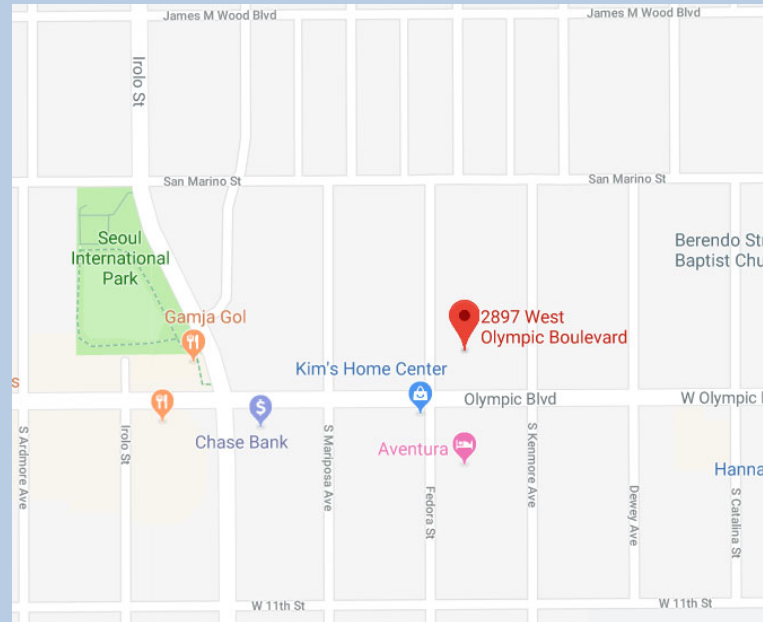 James M Wood Blvd
James M Wood Blvd
Irolo St
San Marino St
San Marino St
Seoul
International
Park
Berendo Str
Baptist Chu
Gamja Gol
2897 West
Olympic Boulevard
Kim's Home Center
s
Olympic Blvd
W Olympic
Chase Bank
Aventura
S Ardmore Ave
Irolo St
S Mariposa Ave
Fedora St
S Kenmore Ave
Dewey Ave
S Catalina St
Hanna
W 11th St
W 11th St